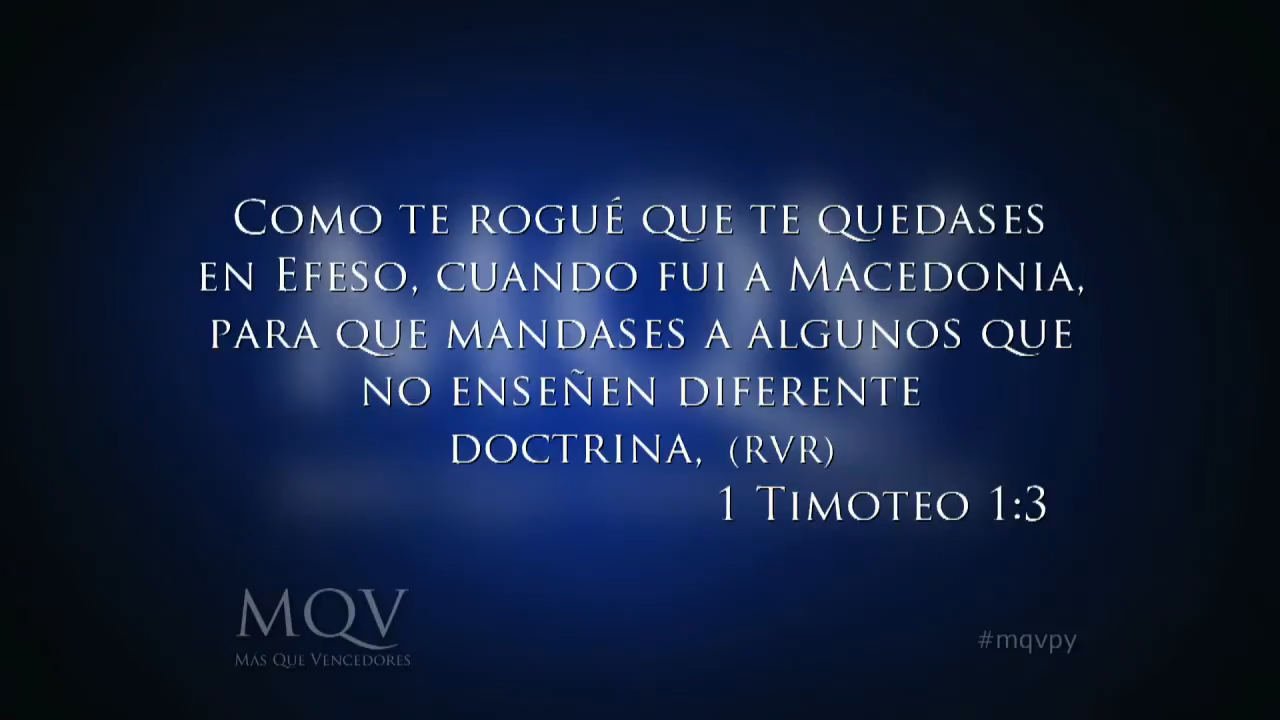 Como te rogué que te quedases
en Efeso, cuando fui a Macedonia,
para que mandases a algunos que
no enseñen diferente
doctrina, (RVR)
1 Timoteo 1:3
MQV
Más Que Vencedores
#mqvpy